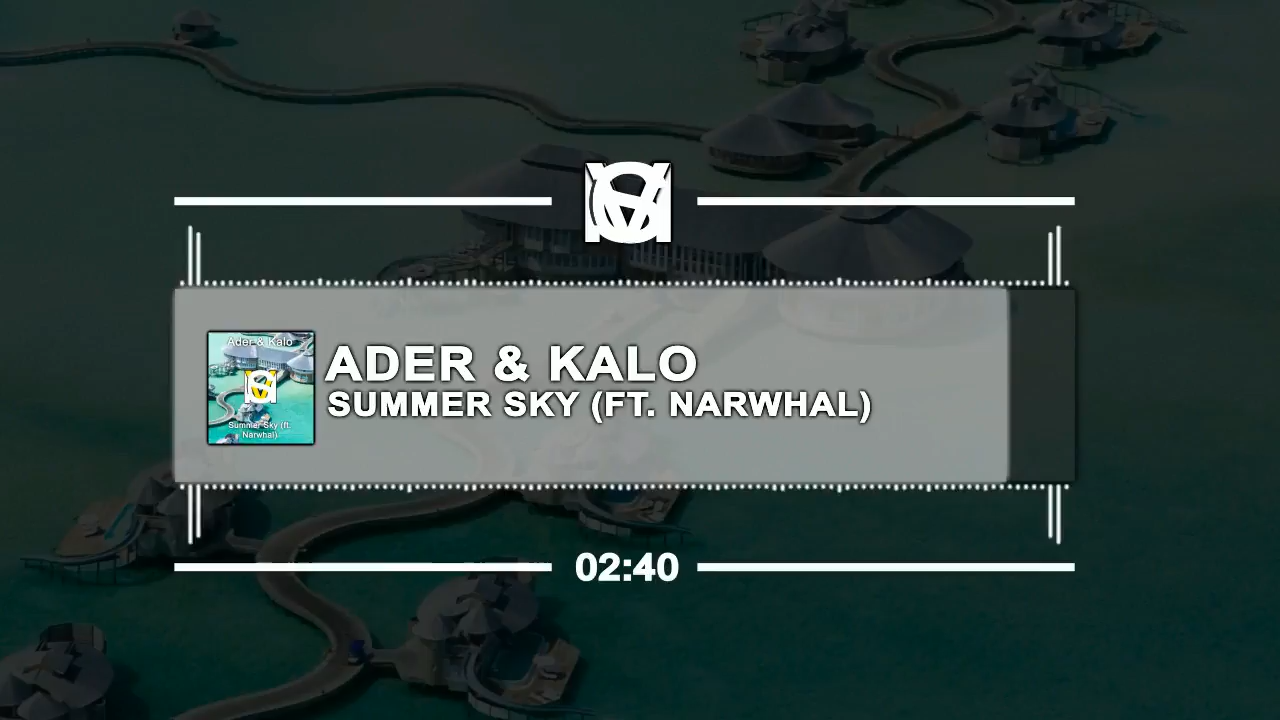 ADER & KALO
SUMMER SKY (FT. NARWHAL)
Ader & Kalo
Summer Sky (ft.
Narwhal)
02:40